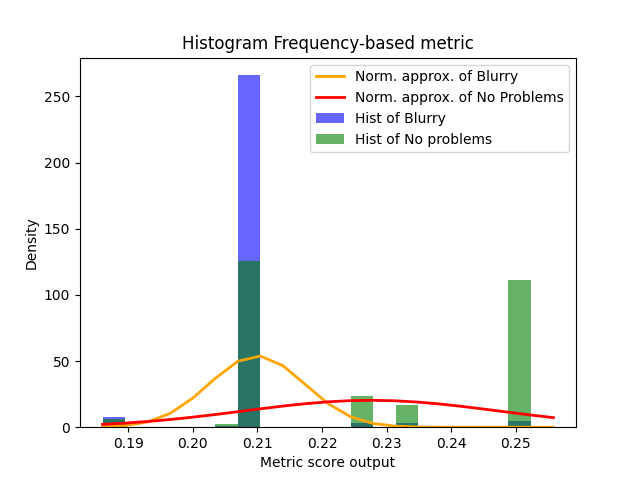 Histogram Frequency-based metric
Norm. approx. of Blurry
Norm. approx. of No Problems
Hist of Blurry
Hist of No problems
Density
250
200
150
100
50
0
0.19 0.20 0.21 0.22 0.23 0.24 0.25
Metric score output